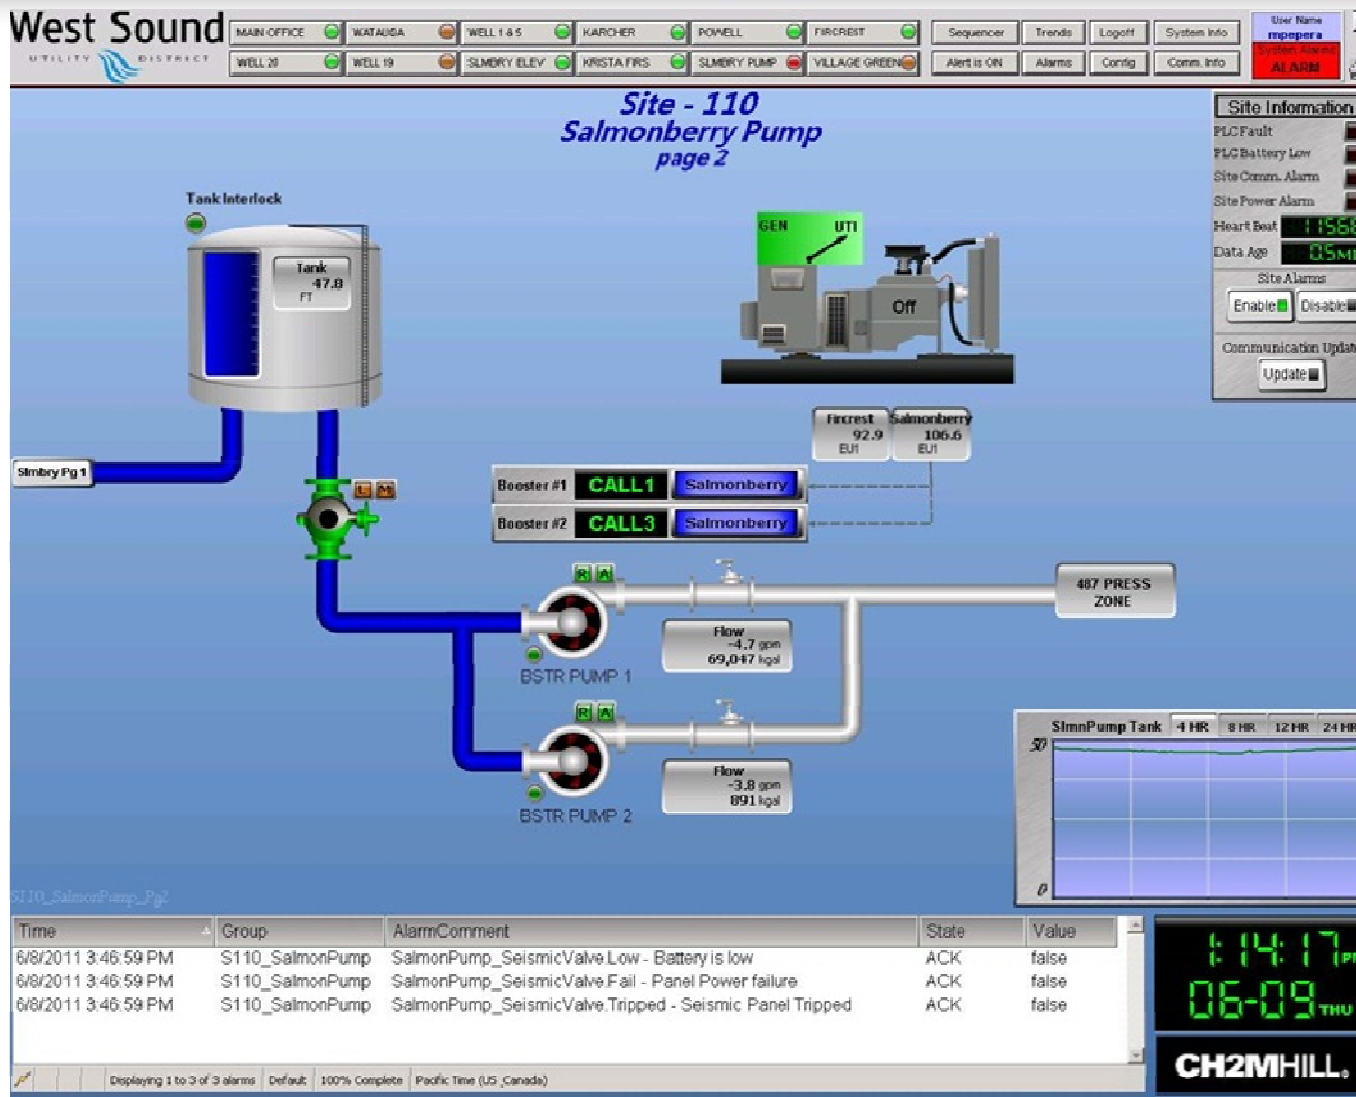 West Sound
UTILITY DISTRICT
MAIN OFFICE WATAUGA WELL 1 & 5 KARCHER POWELL FIRCREST
WELL 20 WELL 19 SLMBRY ELEV KRISTA FIRS SLMBRY PUMP VILLAGE GREEN
Sequencer Trends Logoff System Info
Alert is ON Alarms Config Comm. Info
User Name
mpepera
System Alarms
ALARM
Site - 110
Salmonberry Pump
page 2
Site Information
PLC Fault
PLC Battery Low
Site Comm. Alarm
Site Power Alarm
Heart Beat 11568
Data Age 0.5M
Site Alarms
Enable Disable
Communication Updat
Update
Tank Interlock
Tank
47.8
FT
GEN UTI
Off
Slmbry Pg 1
L M
Fircrest
92.9
EU1
Salmonberry
106.6
EU1
Booster #1 CALL1 Salmonberry
Booster #2 CALL3 Salmonberry
R A
BSTR PUMP 1
Flow
-4.7 gpm
69,047 kgal
487 PRESS
ZONE
R A
BSTR PUMP 2
Flow
-3.8 gpm
891 kgal
SlmnPump Tank 4 HR 8 HR 12 HR 24 HR
50
0
S110_SalmonPump_Pg2
Time Group AlarmComment State Value
6/8/2011 3:46:59 PM S110_SalmonPump SalmonPump_SeismicValve.Low - Battery is low ACK false
6/8/2011 3:46:59 PM S110_SalmonPump SalmonPump_SeismicValve.Fail - Panel Power failure ACK false
6/8/2011 3:46:59 PM S110_SalmonPump SalmonPump_SeismicValve.Tripped - Seismic Panel Tripped ACK false
Displaying 1 to 3 of 3 alarms Default 100% Complete Pacific Time (US_Canada)
1:14:17 P
06-09 THU
CH2MHILL®